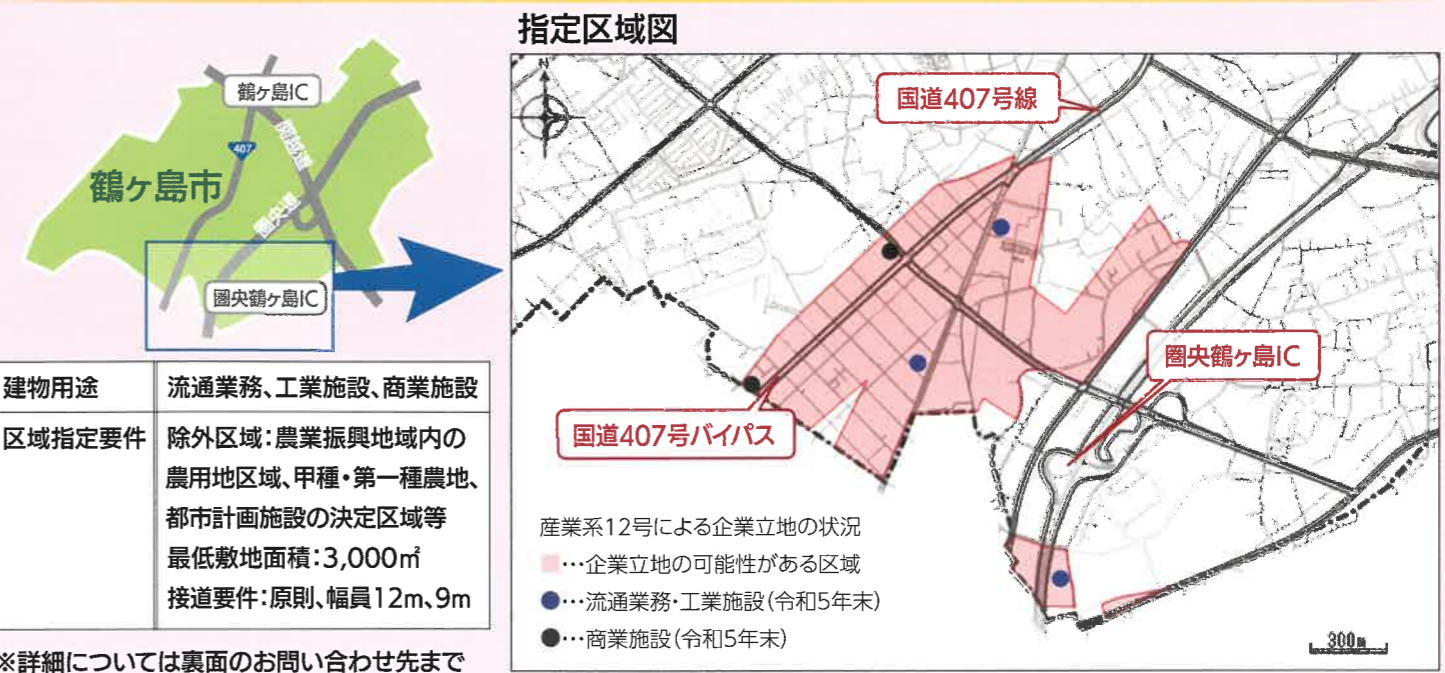 指定区域図
鶴ヶ島IC
407
関越道
鶴ヶ島市
圏央道
圏央鶴ヶ島IC
建物用途
流通業務、工業施設、商業施設
区域指定要件
除外区域:農業振興地域内の
農用地区域、甲種・第一種農地、
都市計画施設の決定区域等
最低敷地面積:3,000㎡
接道要件:原則、幅員12m、9m
※詳細については裏面のお問い合わせ先まで
N
国道407号線
圏央鶴ヶ島IC
国道407号バイパス
産業系12号による企業立地の状況
…企業立地の可能性がある区域
…流通業務・工業施設(令和5年末)
…商業施設(令和5年末)
300m